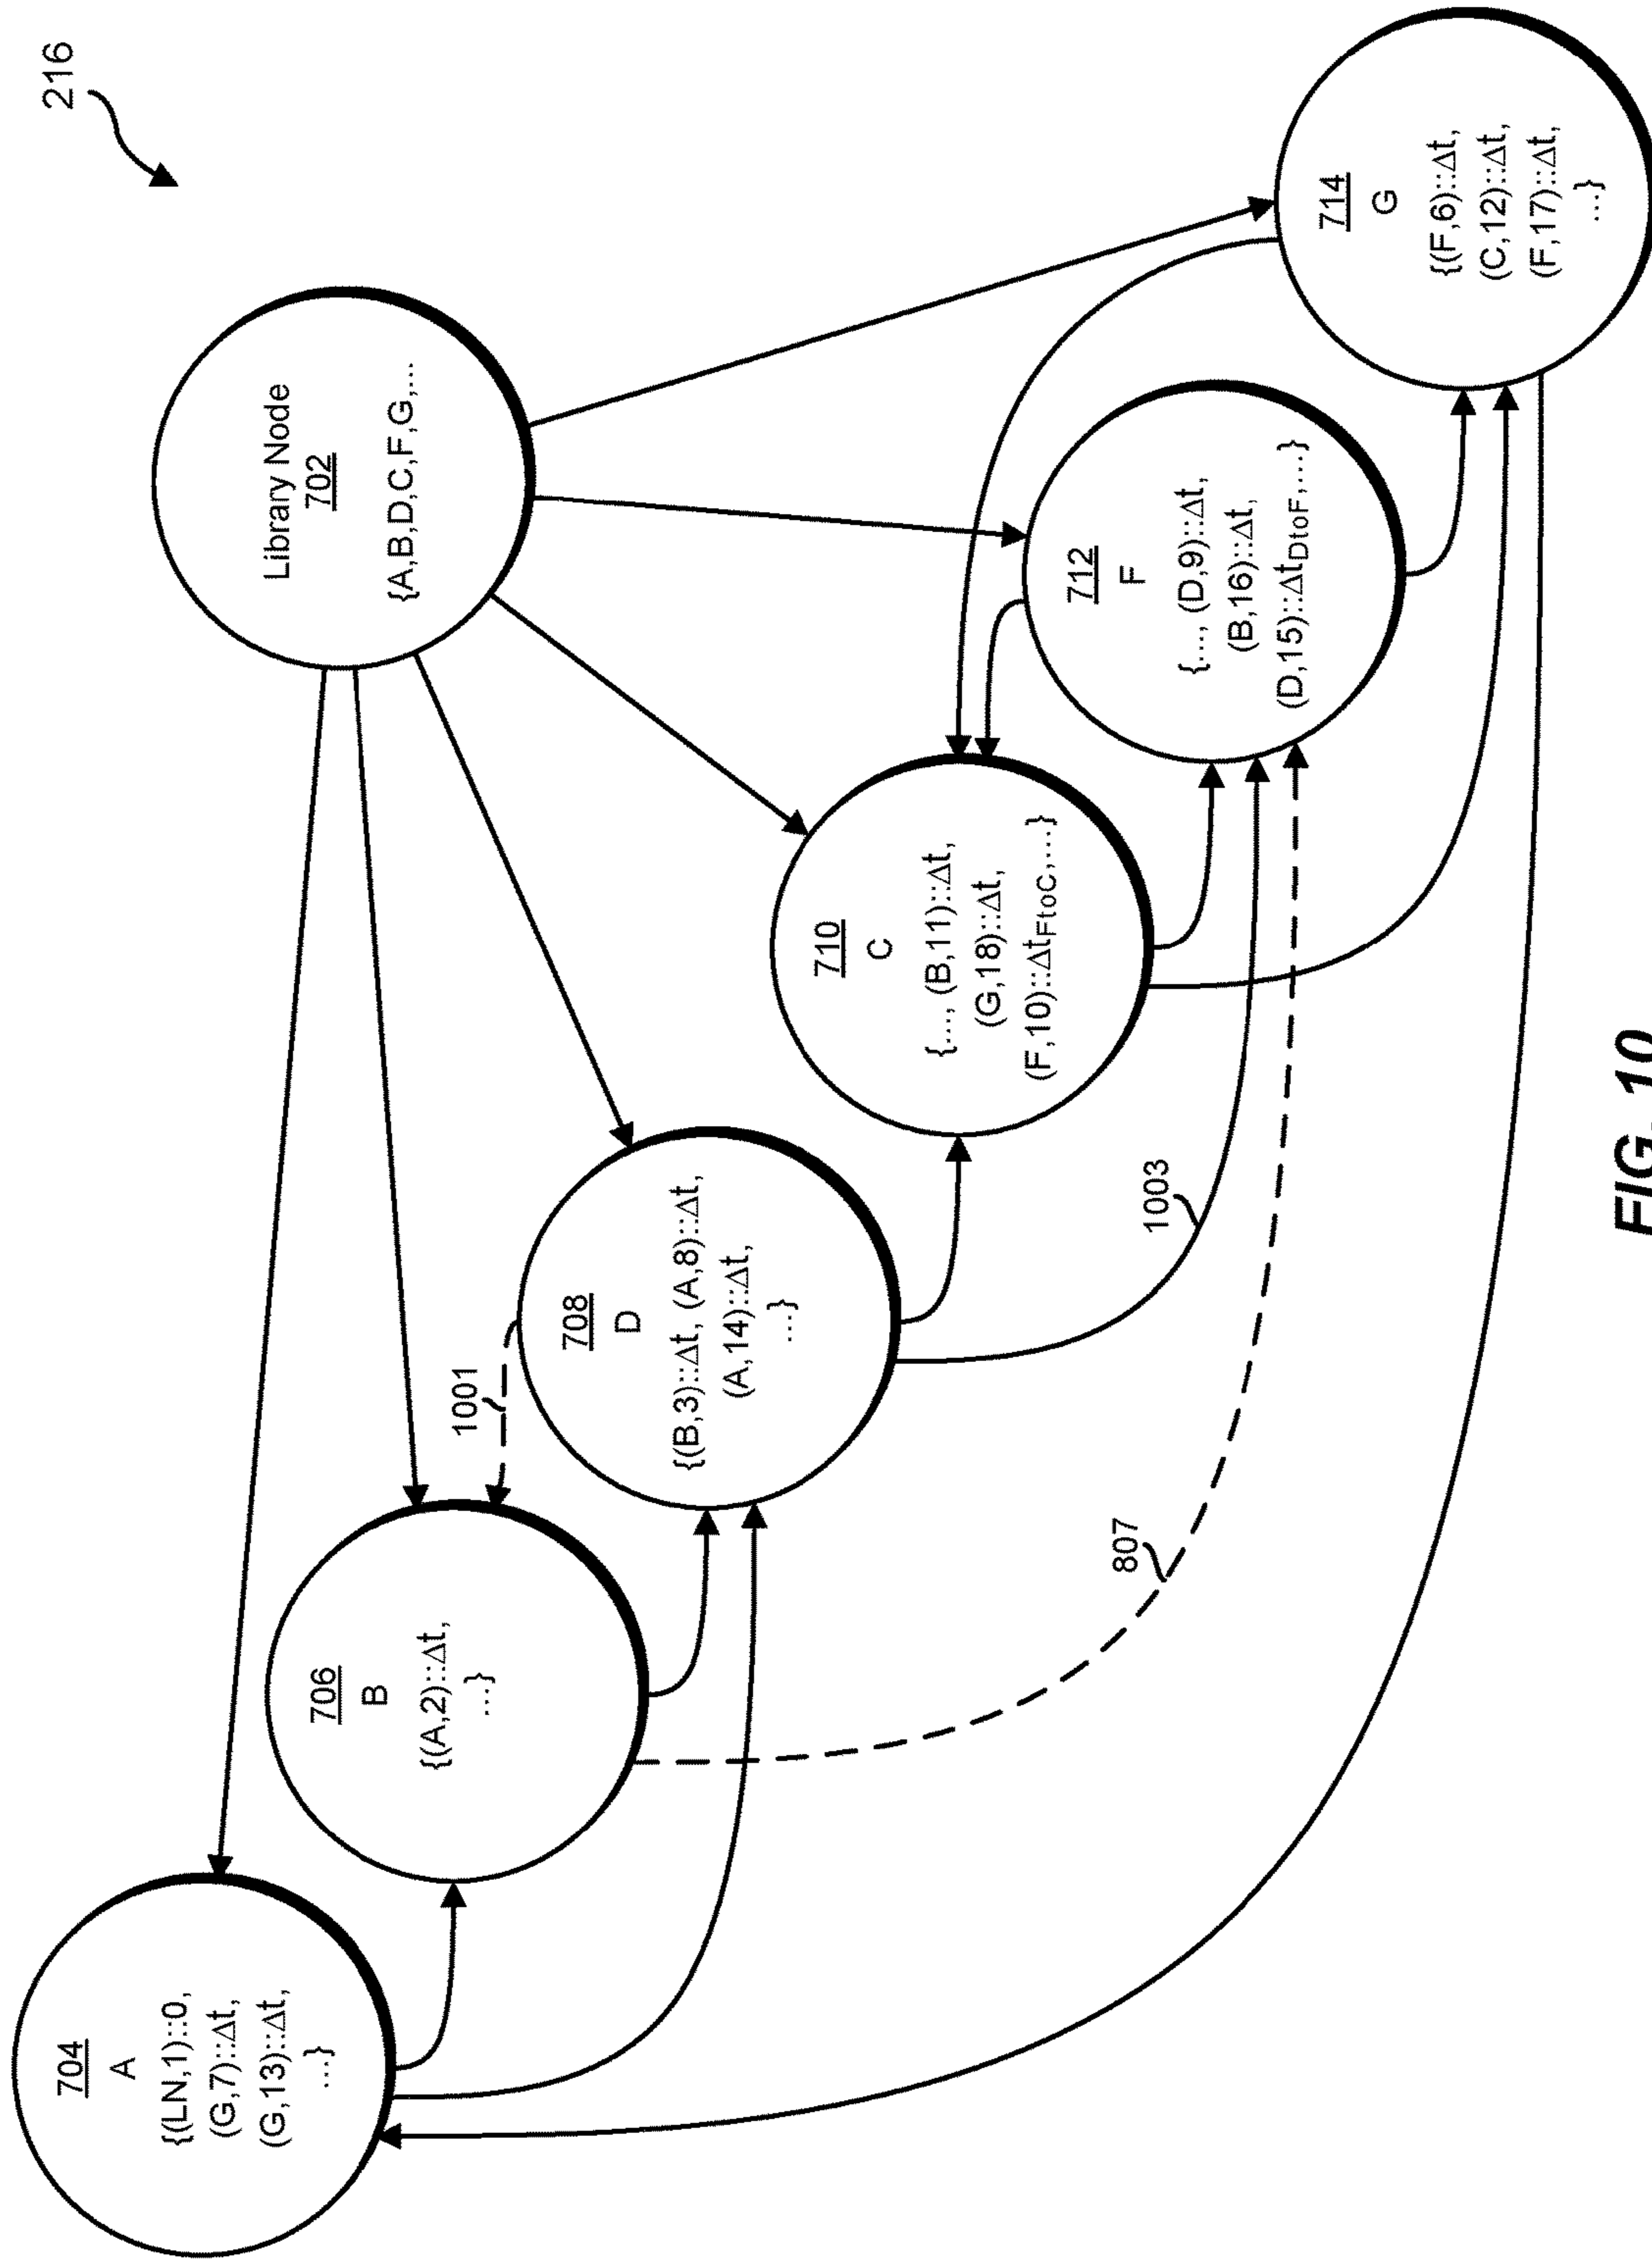 216
Library Node
702
{A,B,D,C,F,G,...
704
A
{(LN,1)::0,
(G,7)::Δt,
(G,13)::Δt,
...}
706
B
{(A,2)::Δt,
...}
1001
708
D
{(B,3)::Δt, (A,8)::Δt,
(A,14)::Δt,
...}
710
C
{..., (B,11)::Δt,
(G,18)::Δt,
(F,10)::Δt_FtoC,...}
712
F
{..., (D,9)::Δt,
(B,16)::Δt,
(D,15)::Δt_DtoF,...}
714
G
{(F,6)::Δt,
(C,12)::Δt,
(F,17)::Δt,
...}
807
1003
FIG. 10